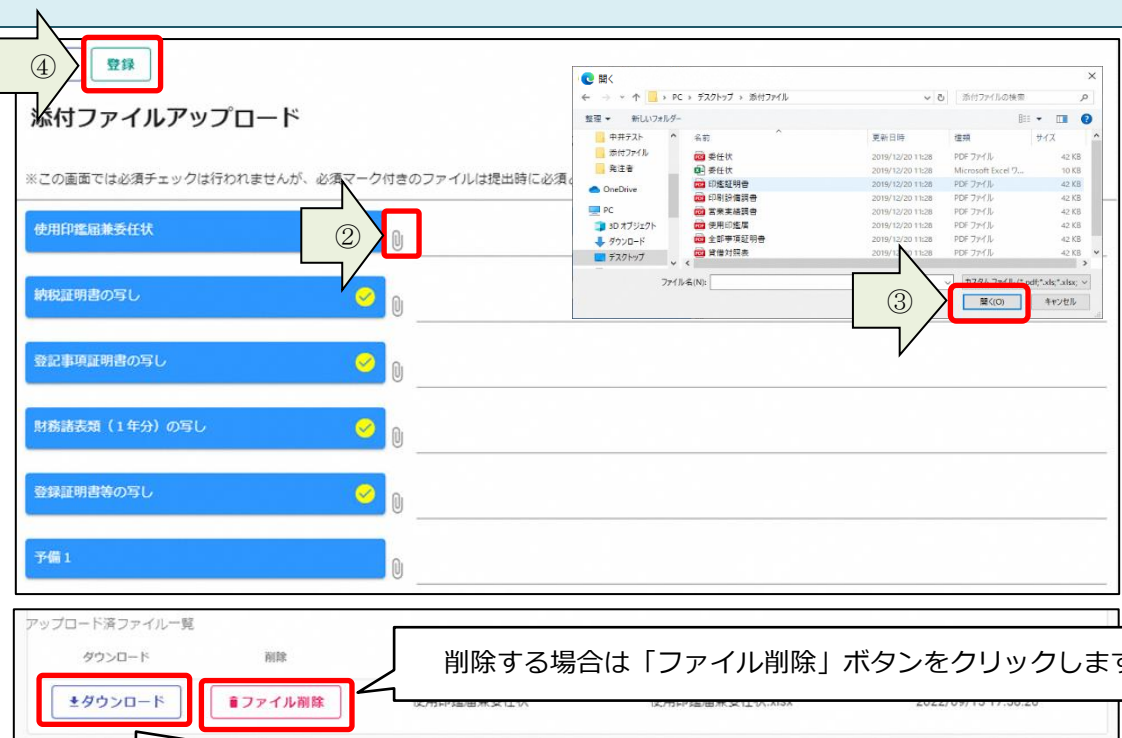 ④
登録
添付ファイルアップロード
※この画面では必須チェックは行われませんが、必須マーク付きのファイルは提出時に必須
使用印鑑届兼委任状
②
納税証明書の写し
登記事項証明書の写し
財務諸表類（１年分）の写し
登録証明書等の写し
予備１
開く
PC › デスクトップ › 添付ファイル
添付ファイルの検索
整理
新しいフォルダー
中井テスト
添付ファイル
発注者
OneDrive
PC
3D オブジェクト
ダウンロード
デスクトップ
名前 更新日時 種類 サイズ
委任状 2019/12/20 11:28 PDF ファイル 42 KB
委任状 2019/12/20 11:28 Microsoft Excel ワ... 10 KB
印鑑証明書 2019/12/20 11:28 PDF ファイル 42 KB
印刷設備調書 2019/12/20 11:28 PDF ファイル 42 KB
営業実績調書 2019/12/20 11:28 PDF ファイル 42 KB
使用印鑑届 2019/12/20 11:28 PDF ファイル 42 KB
全部事項証明書 2019/12/20 11:28 PDF ファイル 42 KB
貸借対照表 2019/12/20 11:28 PDF ファイル 42 KB
ファイル名(N):
③
開く(O)
キャンセル
アップロード済ファイル一覧
ダウンロード 削除
削除する場合は「ファイル削除」ボタンをクリックします
ダウンロード
ファイル削除